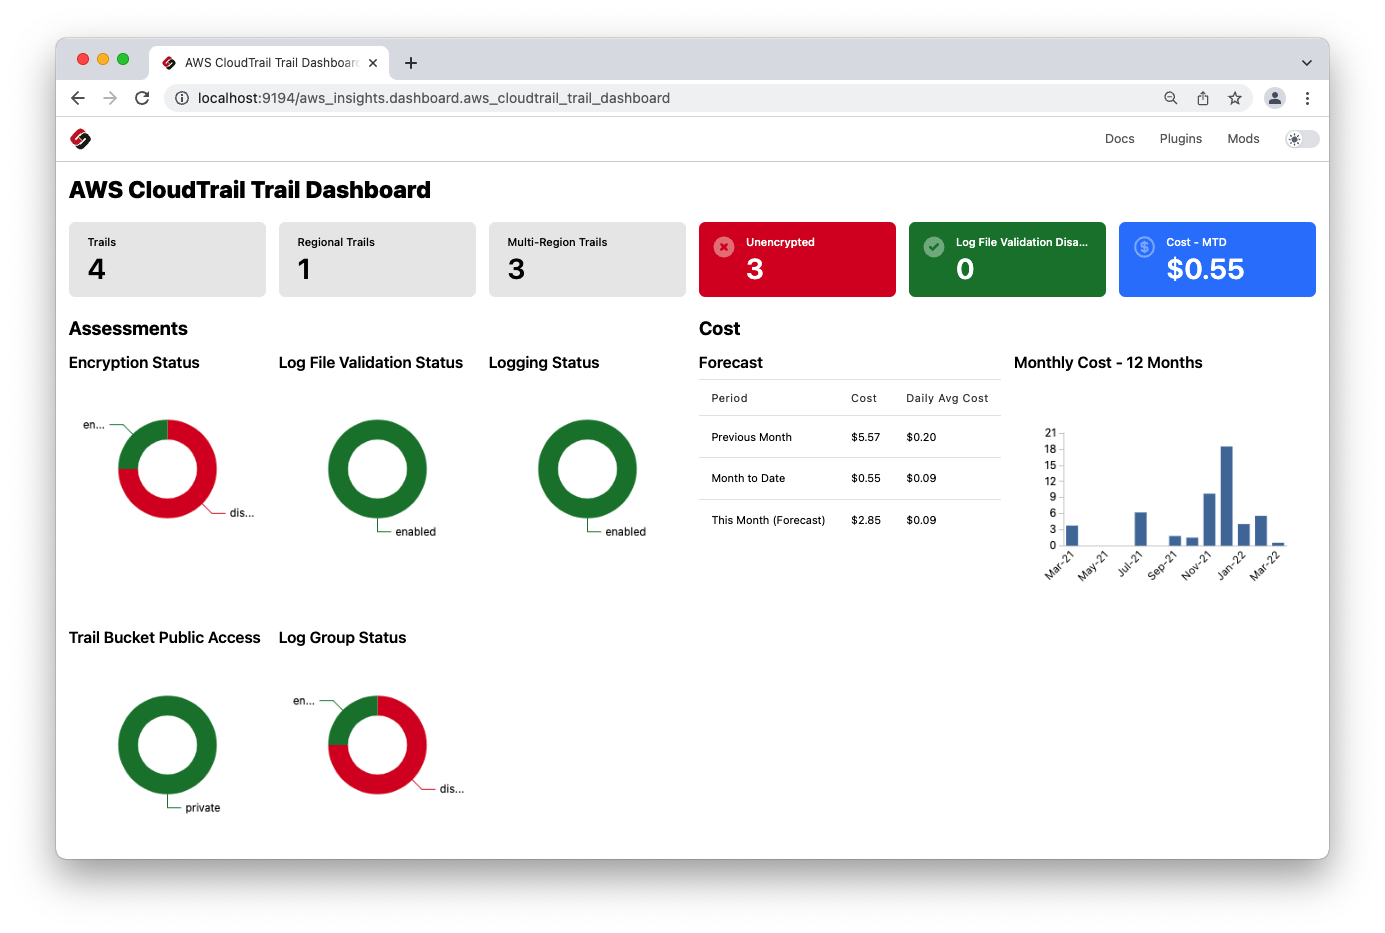 AWS CloudTrail Trail Dashboar
localhost:9194/aws_insights.dashboard.aws_cloudtrail_trail_dashboard
Docs Plugins Mods
AWS CloudTrail Trail Dashboard
Trails
4
Regional Trails
1
Multi-Region Trails
3
Unencrypted
3
Log File Validation Disa...
0
Cost - MTD
$0.55
Assessments
Encryption Status
en...
dis...
Log File Validation Status
enabled
Logging Status
enabled
Trail Bucket Public Access
private
Log Group Status
en...
dis...
Cost
Forecast
Period Cost Daily Avg Cost
Previous Month $5.57 $0.20
Month to Date $0.55 $0.09
This Month (Forecast) $2.85 $0.09
Monthly Cost - 12 Months
21
18
15
12
9
6
3
0
Mar-21 May-21 Jul-21 Sep-21 Nov-21 Jan-22 Mar-22